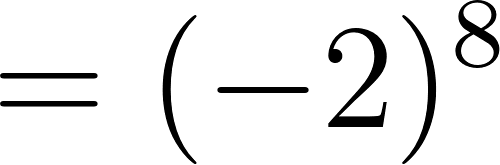 = (−2)⁸